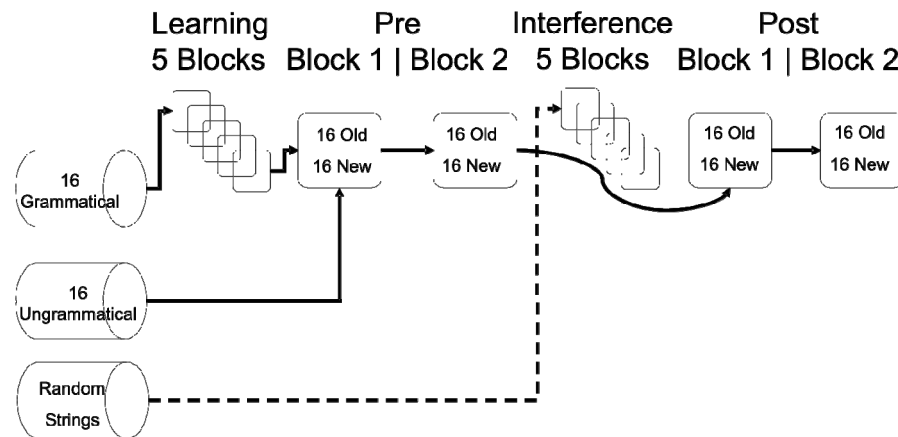 Learning
5 Blocks
Pre
Block 1 | Block 2
Interference
5 Blocks
Post
Block 1 | Block 2
16 Old
16 New
16 Old
16 New
16 Old
16 New
16 Old
16 New
16
Grammatical
16
Ungrammatical
Random
Strings